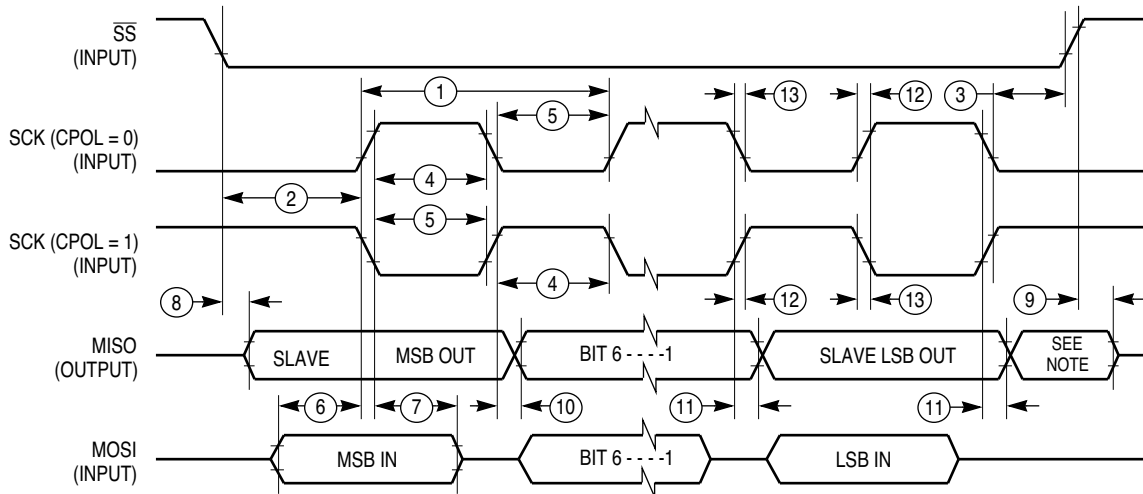 SS
(INPUT)
1
13
12
3
5
SCK (CPOL = 0)
(INPUT)
4
2
5
SCK (CPOL = 1)
(INPUT)
4
12
13
8
9
MISO
(OUTPUT)
SLAVE
MSB OUT
BIT 6 - - - - -1
SLAVE LSB OUT
SEE
NOTE
6
7
10
11
11
MOSI
(INPUT)
MSB IN
BIT 6 - - - - -1
LSB IN